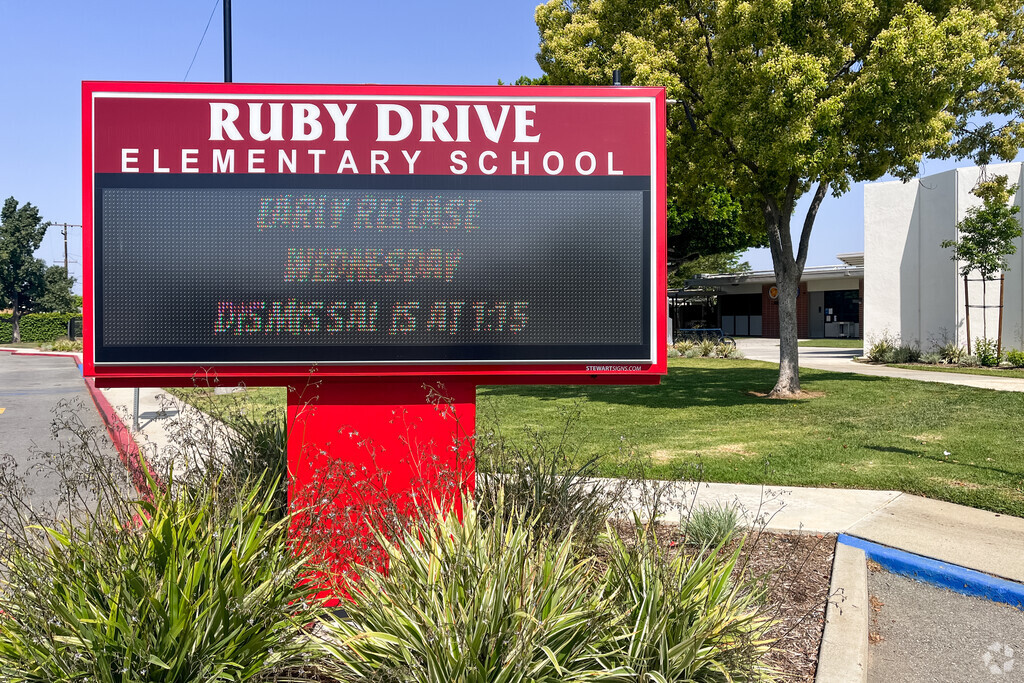 RUBY DRIVE
ELEMENTARY SCHOOL
EARLY RELEASE
WEDNESDAY
DISMISSAL IS AT 1:15
STEWARTSIGNS.COM